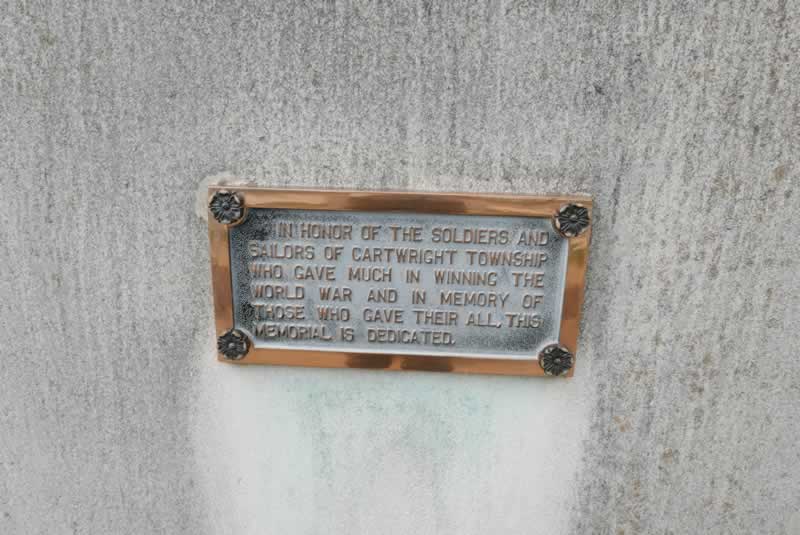 IN HONOR OF THE SOLDIERS AND
SAILORS OF CARTWRIGHT TOWNSHIP
WHO GAVE MUCH IN WINNING THE
WORLD WAR AND IN MEMORY OF
THOSE WHO GAVE THEIR ALL, THIS
MEMORIAL IS DEDICATED.